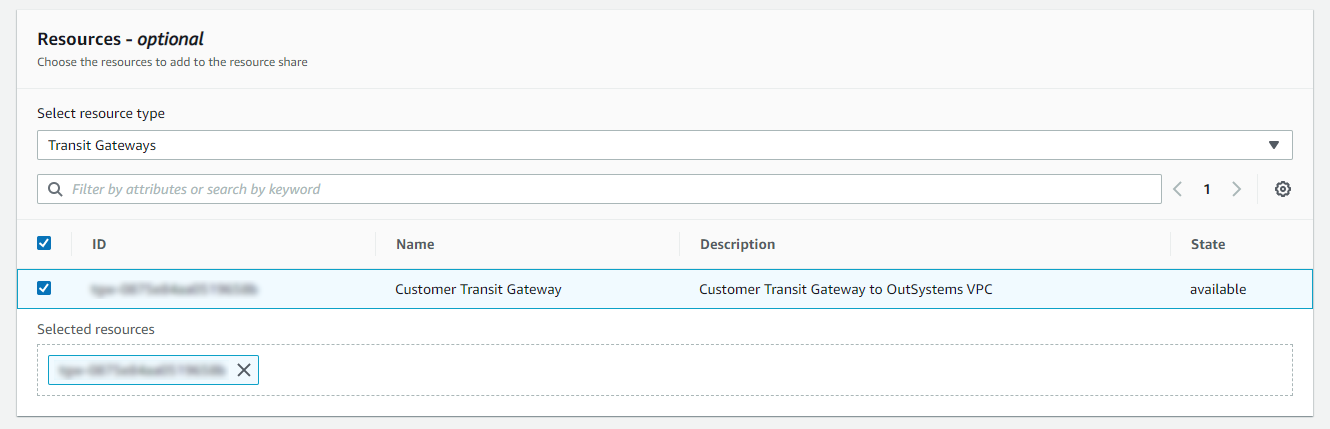 Resources - optional
Choose the resources to add to the resource share
Select resource type
Transit Gateways
Filter by attributes or search by keyword
1
ID Name Description State
Customer Transit Gateway Customer Transit Gateway to OutSystems VPC available
Selected resources